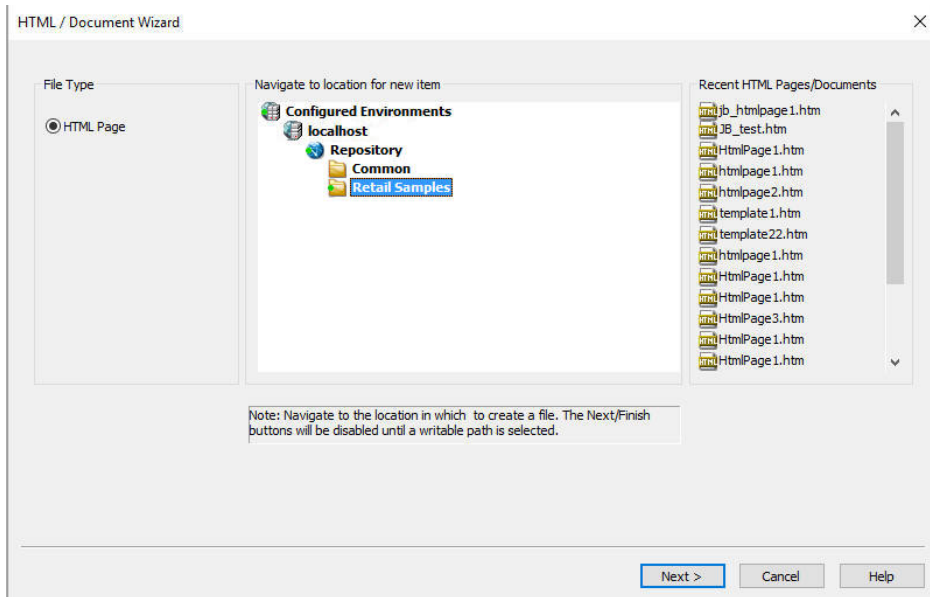 HTML / Document Wizard
File Type
HTML Page
Navigate to location for new item
Configured Environments
localhost
Repository
Common
Retail Samples
Recent HTML Pages/Documents
jb_htmlpage1.htm
JB_test.htm
HtmlPage1.htm
htmlpage1.htm
htmlpage2.htm
template1.htm
template22.htm
htmlpage1.htm
HtmlPage1.htm
HtmlPage1.htm
HtmlPage3.htm
HtmlPage1.htm
HtmlPage1.htm
Note: Navigate to the location in which to create a file. The Next/Finish
buttons will be disabled until a writable path is selected.
Next >
Cancel
Help